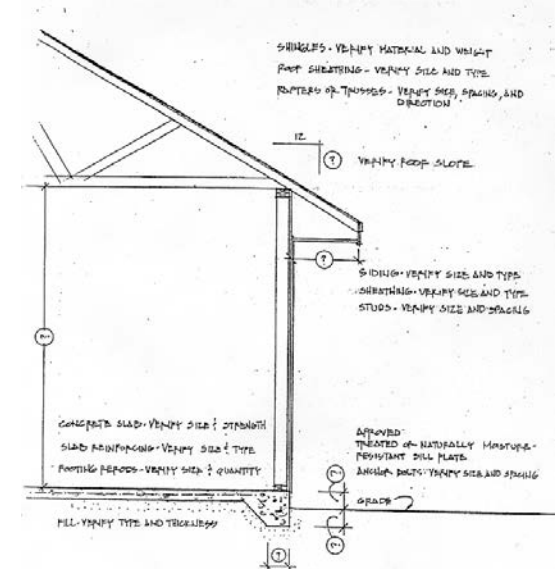 SHINGLES - VERIFY MATERIAL AND WEIGHT
ROOF SHEATHING - VERIFY SIZE AND TYPE
RAFTERS OR TRUSSES - VERIFY SIZE, SPACING, AND
DIRECTION
12
? VERIFY ROOF SLOPE
?
SIDING - VERIFY SIZE AND TYPE
SHEATHING - VERIFY SIZE AND TYPE
STUDS - VERIFY SIZE AND SPACING
?
CONCRETE SLAB - VERIFY SIZE & STRENGTH
SLAB REINFORCING - VERIFY SIZE & TYPE
FOOTING RERODS - VERIFY SIZE & QUANTITY
APROVED
TREATED OR NATURALLY MOISTURE-
RESISTANT SILL PLATE
ANCHOR BOLTS - VERIFY SIZE AND SPACING
?
GRADE
FILL - VERIFY TYPE AND THICKNESS
?
?